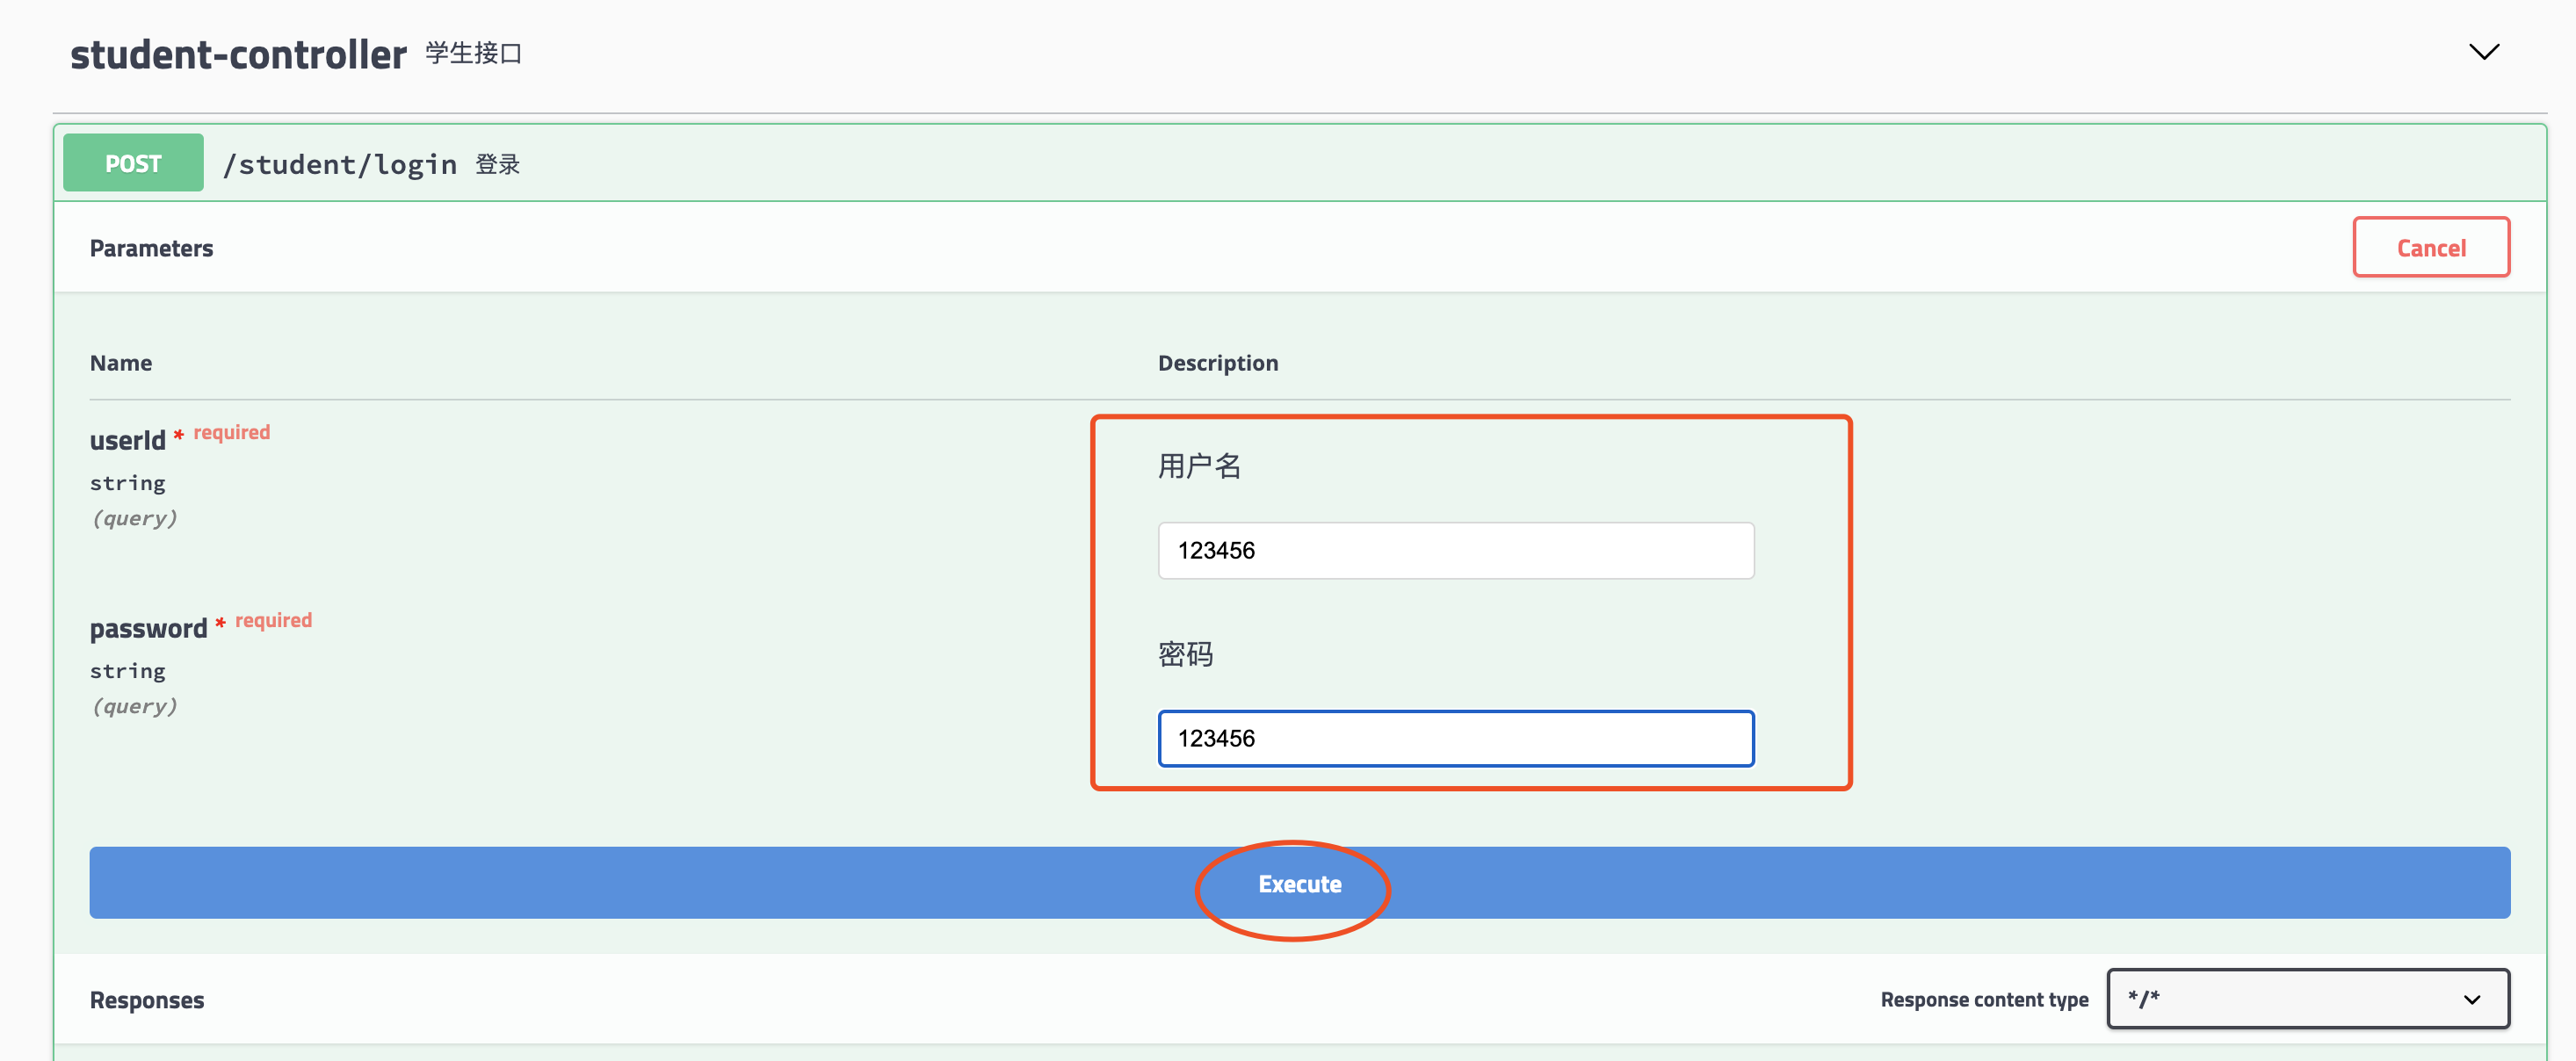 student-controller 学生接口
POST /student/login 登录
Parameters
Cancel
Name
Description
userId * required
string
(query)
用户名
123456
password * required
string
(query)
密码
123456
Execute
Responses
Response content type
*/*